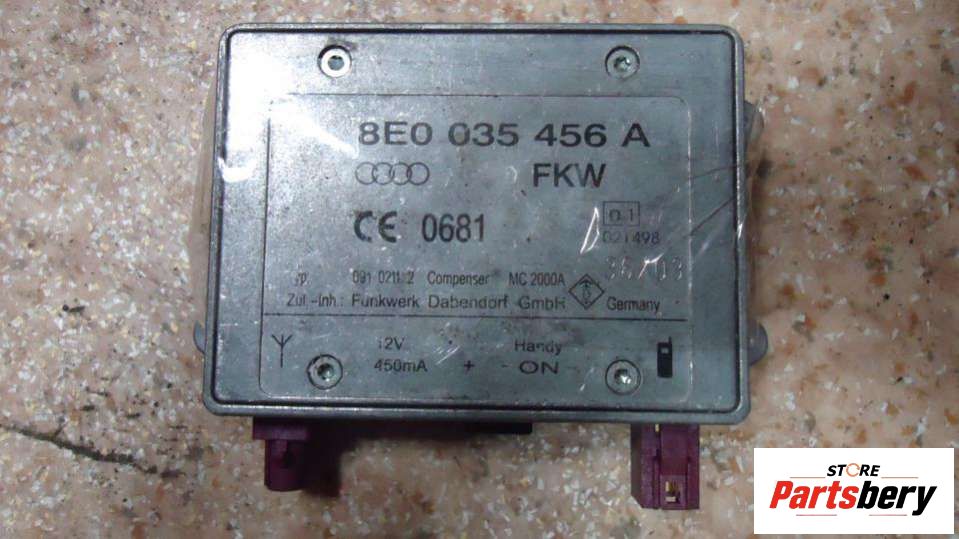 8E0 035 456 A
FKW
CE 0681
0.1
021498
36/03
Typ. 091 0211 2 Compenser MC 2000A
Zul.-Inh.: Funkwerk Dabendorf GmbH Germany
12V Handy
450mA + - ON -
STORE
Partsbery